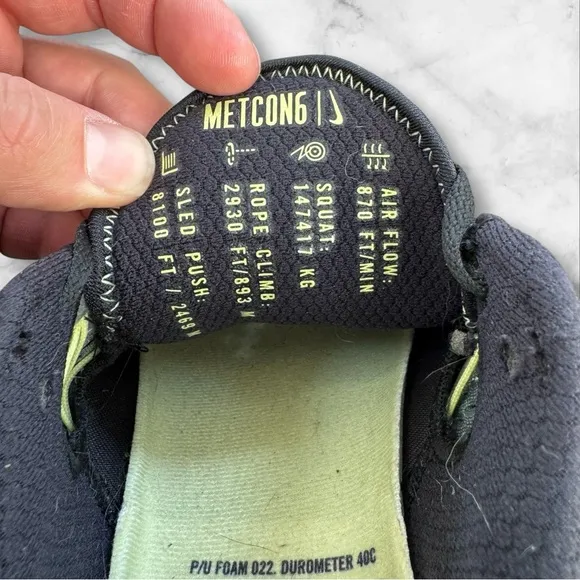 METCON6
SLED PUSH:
8100 FT / 2469 M
ROPE CLIMB:
2930 FT/893 M
SQUAT:
147417 KG
AIR FLOW:
870 FT/MIN
P/U FOAM 022. DUROMETER 40C